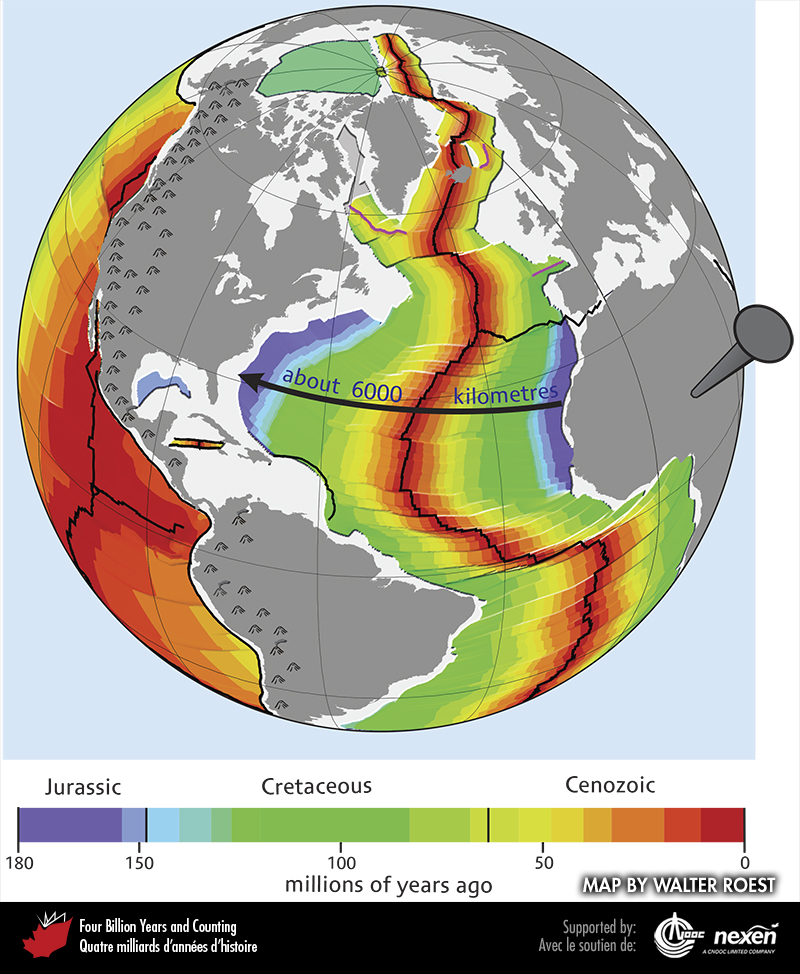 about 6000 kilometres
Jurassic Cretaceous Cenozoic
180 150 100 50 0
millions of years ago
MAP BY WALTER ROEST
Four Billion Years and Counting
Quatre milliards d'années d'histoire
Supported by:
Avec le soutien de:
CNOOC
nexen
A CNOOC LIMITED COMPANY